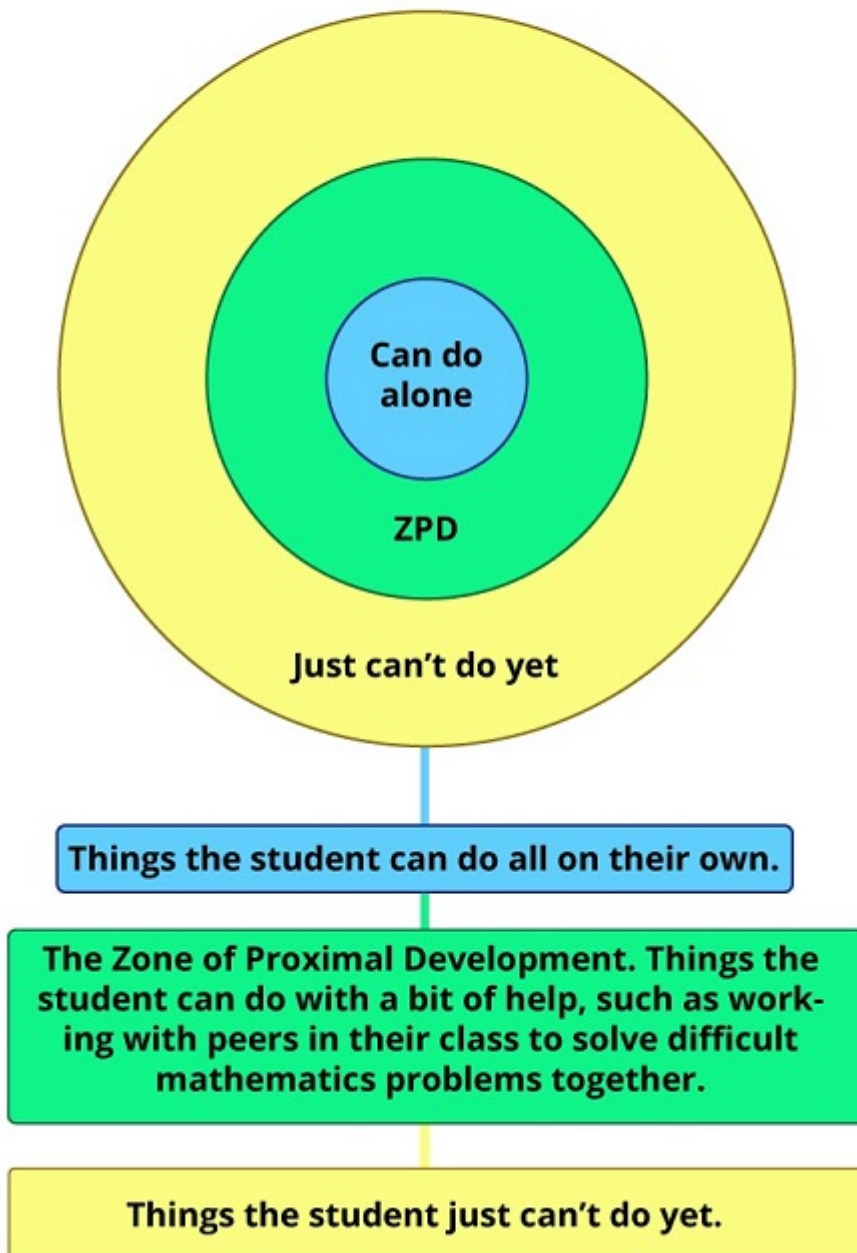 Can do
alone
ZPD
Just can’t do yet
Things the student can do all on their own.
The Zone of Proximal Development. Things the
student can do with a bit of help, such as work-
ing with peers in their class to solve difficult
mathematics problems together.
Things the student just can’t do yet.